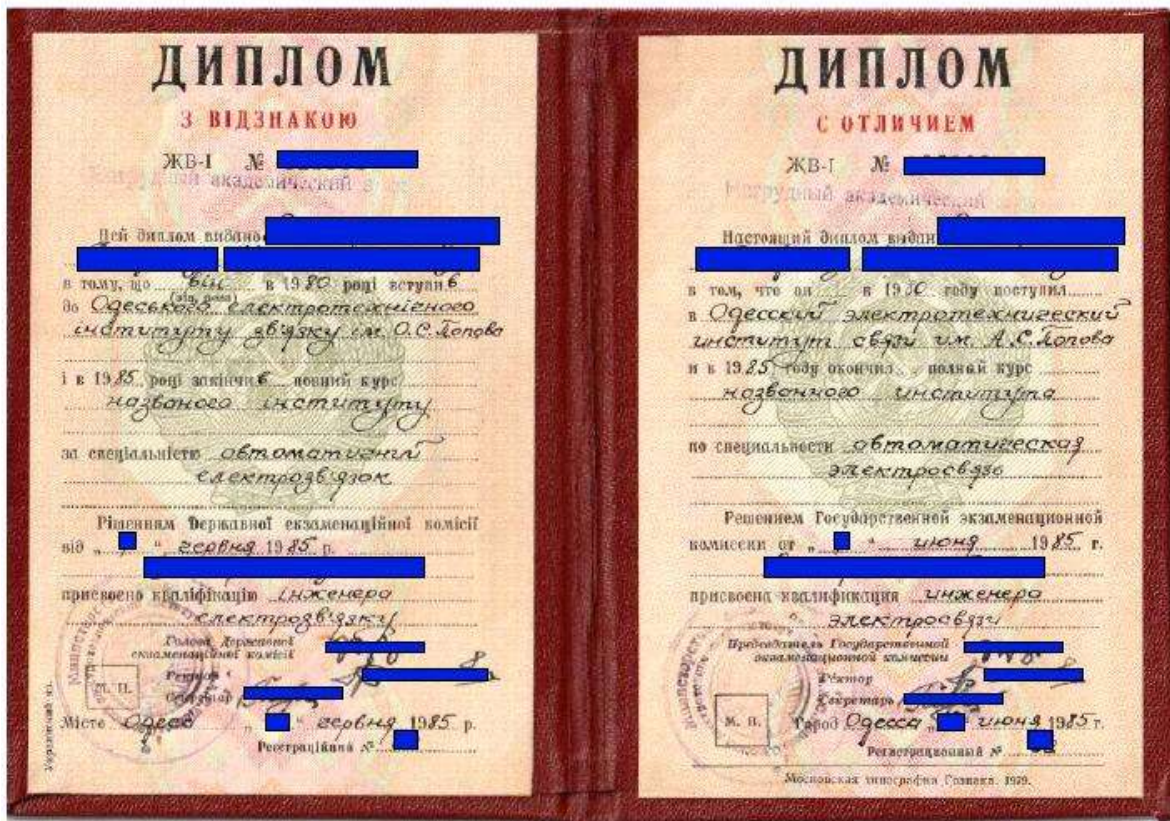 ДИПЛОМ
З ВІДЗНАКОЮ
ЖВ-I №
Нагрудный академический з
Цей диплом видано
в тому, що він в 1980 році вступив
(він, вона)
до Одеського електротехнічного
інституту зв'язку ім. О.С. Попова
і в 1985 році закінчив повний курс
названого інституту
за спеціальністю автоматичний
електрозв'язок
Рішенням Державної екзаменаційної комісії
від „ “ червня 1985 р.
присвоєно кваліфікацію інженера
електрозв'язку
Голова Державної
екзаменаційної комісії
Ректор
Секретар
М. П.
Місто Одеса „ “ червня 1985 р.
Реєстраційний №
ДИПЛОМ
С ОТЛИЧИЕМ
ЖВ-I №
Нагрудный академический
Настоящий диплом выдан
в том, что он в 1980 году поступил
в Одесский электротехнический
институт связи им. А.С. Попова
и в 1985 году окончил полный курс
названного института
по специальности автоматическая
электросвязь
Решением Государственной экзаменационной
комиссии от „ “ июня 1985 г.
присвоена квалификация инженера
электросвязи
Председатель Государственной
экзаменационной комиссии
Ректор
Секретарь
М. П.
Город Одесса „ “ июня 1985 г.
Регистрационный №
Московская типография Гознака. 1979.